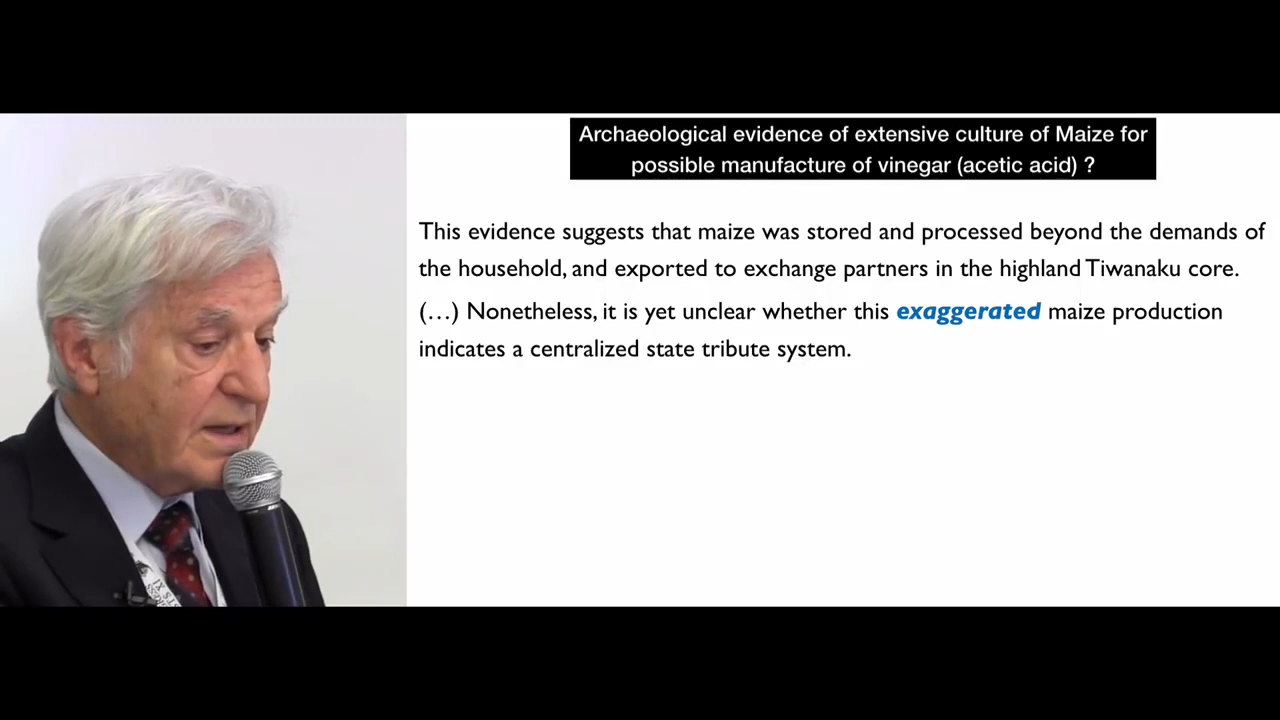 Archaeological evidence of extensive culture of Maize for
possible manufacture of vinegar (acetic acid) ?
This evidence suggests that maize was stored and processed beyond the demands of
the household, and exported to exchange partners in the highland Tiwanaku core.
(…) Nonetheless, it is yet unclear whether this exaggerated maize production
indicates a centralized state tribute system.